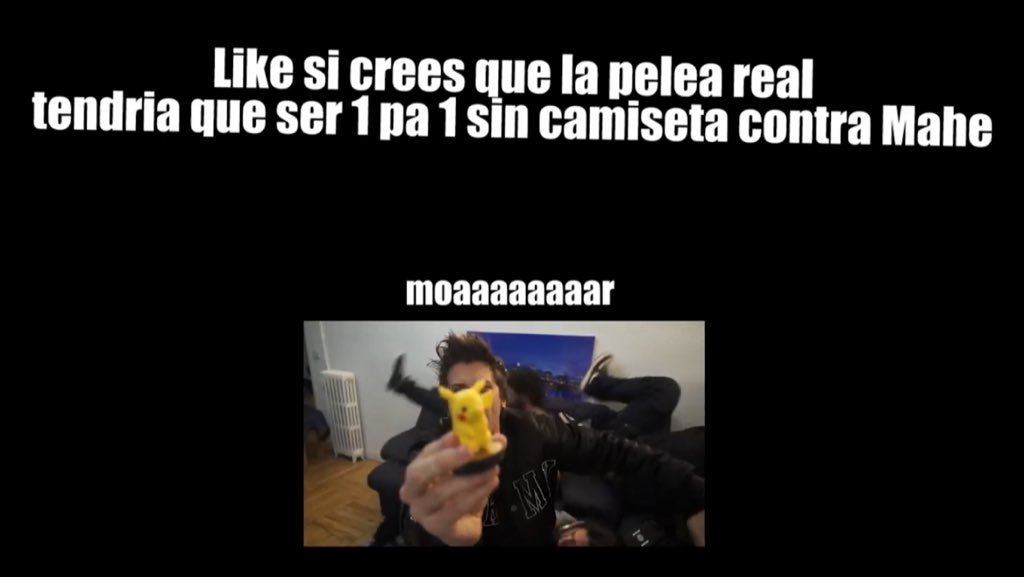 Like si crees que la pelea real
tendria que ser 1 pa 1 sin camiseta contra Mahe
moaaaaaaaar